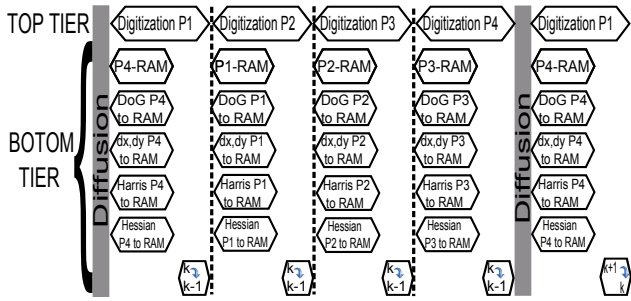 TOP TIER
Digitization P1
Digitization P2
Digitization P3
Digitization P4
Digitization P1
BOTOM
TIER
Diffusion
Diffusion
P4-RAM
P1-RAM
P2-RAM
P3-RAM
P4-RAM
DoG P4
to RAM
DoG P1
to RAM
DoG P2
to RAM
DoG P3
to RAM
DoG P4
to RAM
dx,dy P4
to RAM
dx,dy P1
to RAM
dx,dy P2
to RAM
dx,dy P3
to RAM
dx,dy P4
to RAM
Harris P4
to RAM
Harris P1
to RAM
Harris P2
to RAM
Harris P3
to RAM
Harris P4
to RAM
Hessian
P4 to RAM
Hessian
P1 to RAM
Hessian
P2 to RAM
Hessian
P3 to RAM
Hessian
P4 to RAM
k
k-1
k
k-1
k
k-1
k
k-1
k+1
k